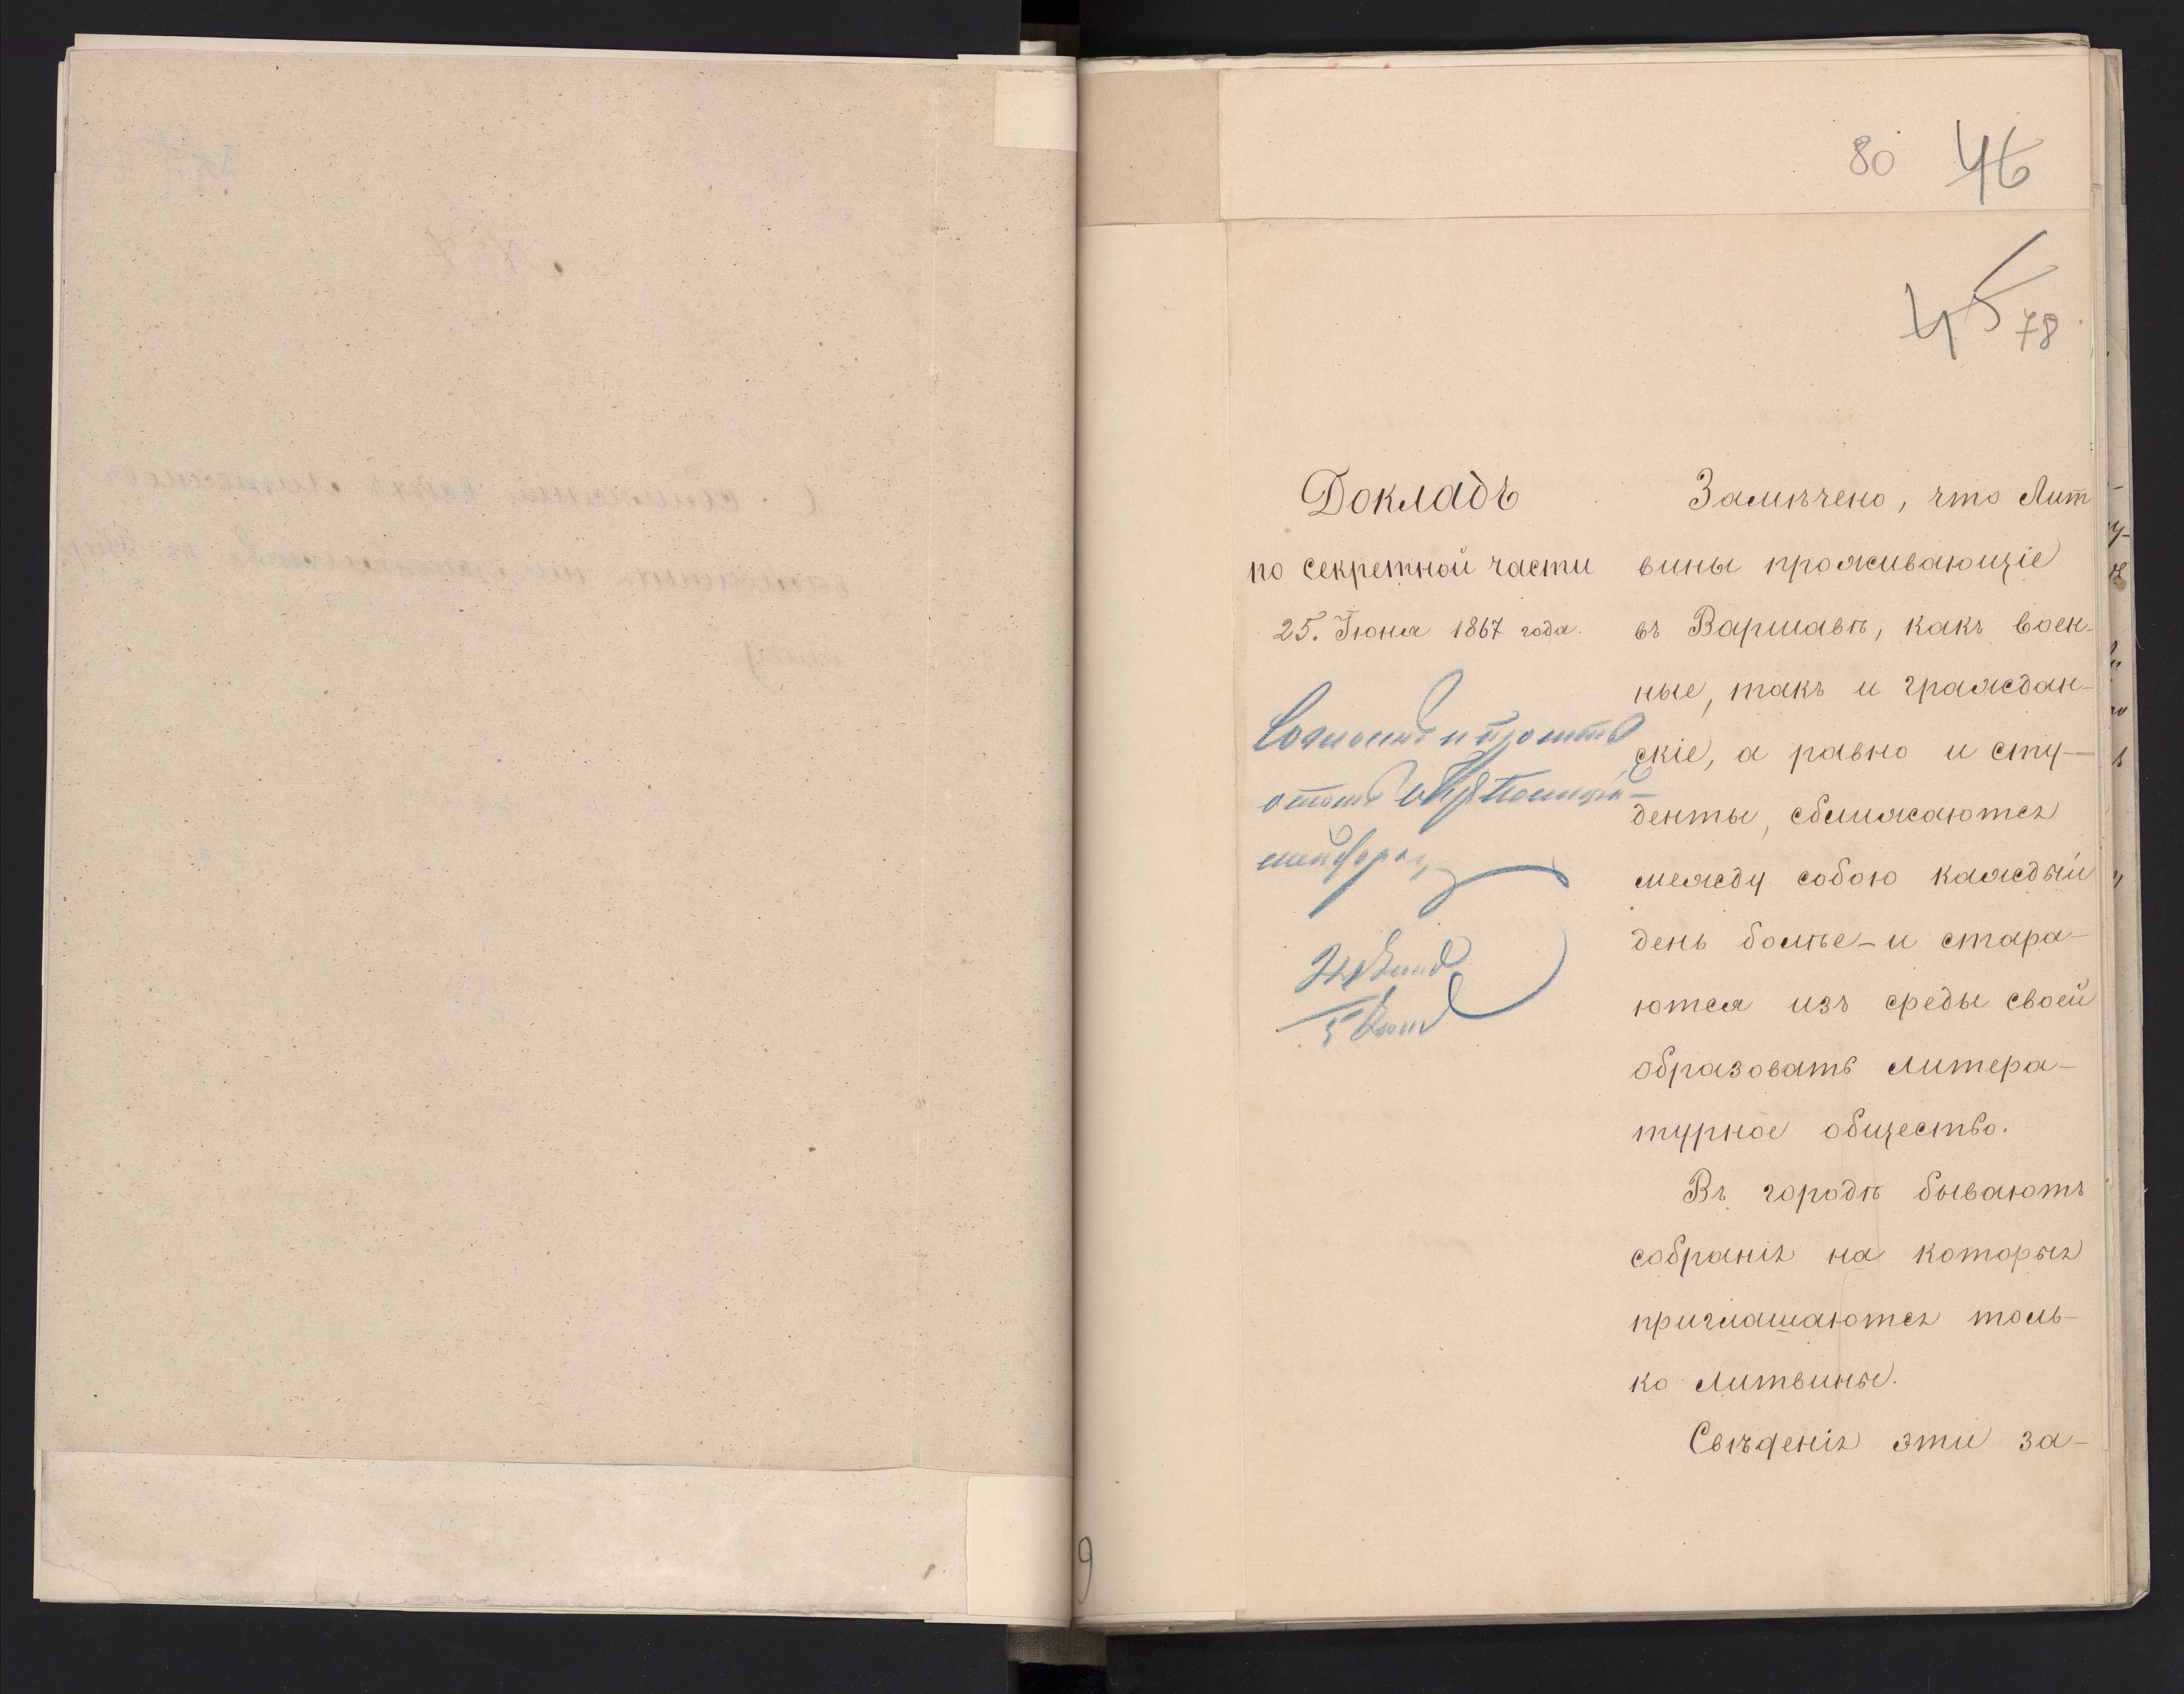 80 46
45 78
Докладъ
по секретной части
25. Іюня 1867 года.
Замѣчено, что Лит
вины проживающіе
въ Варшавѣ, какъ воен-
ные, такъ и граждан-
скіе, а равно и сту-
денты, сближаются
между собою каждый
день болѣе - и стара-
ются изъ среды своей
образовать литера-
турное общество.
Въ городѣ бываютъ
собранія на которыя
приглашаются толь-
ко Литвины.
Свѣденія эти за-
9